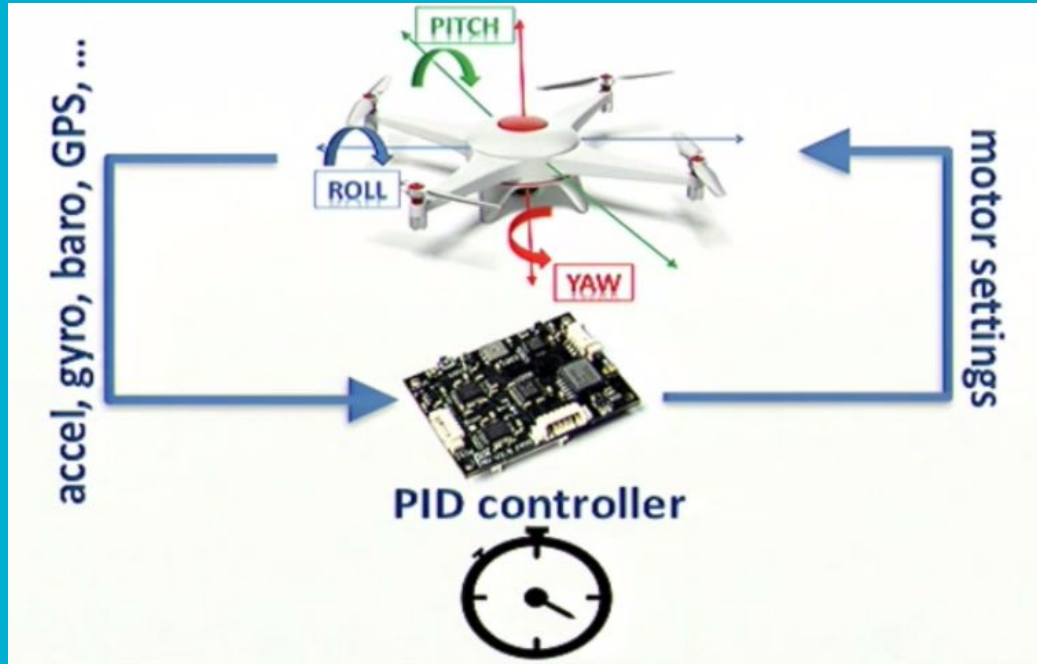 PITCH
accel, gyro, baro, GPS, ...
ROLL
motor settings
YAW
PID controller